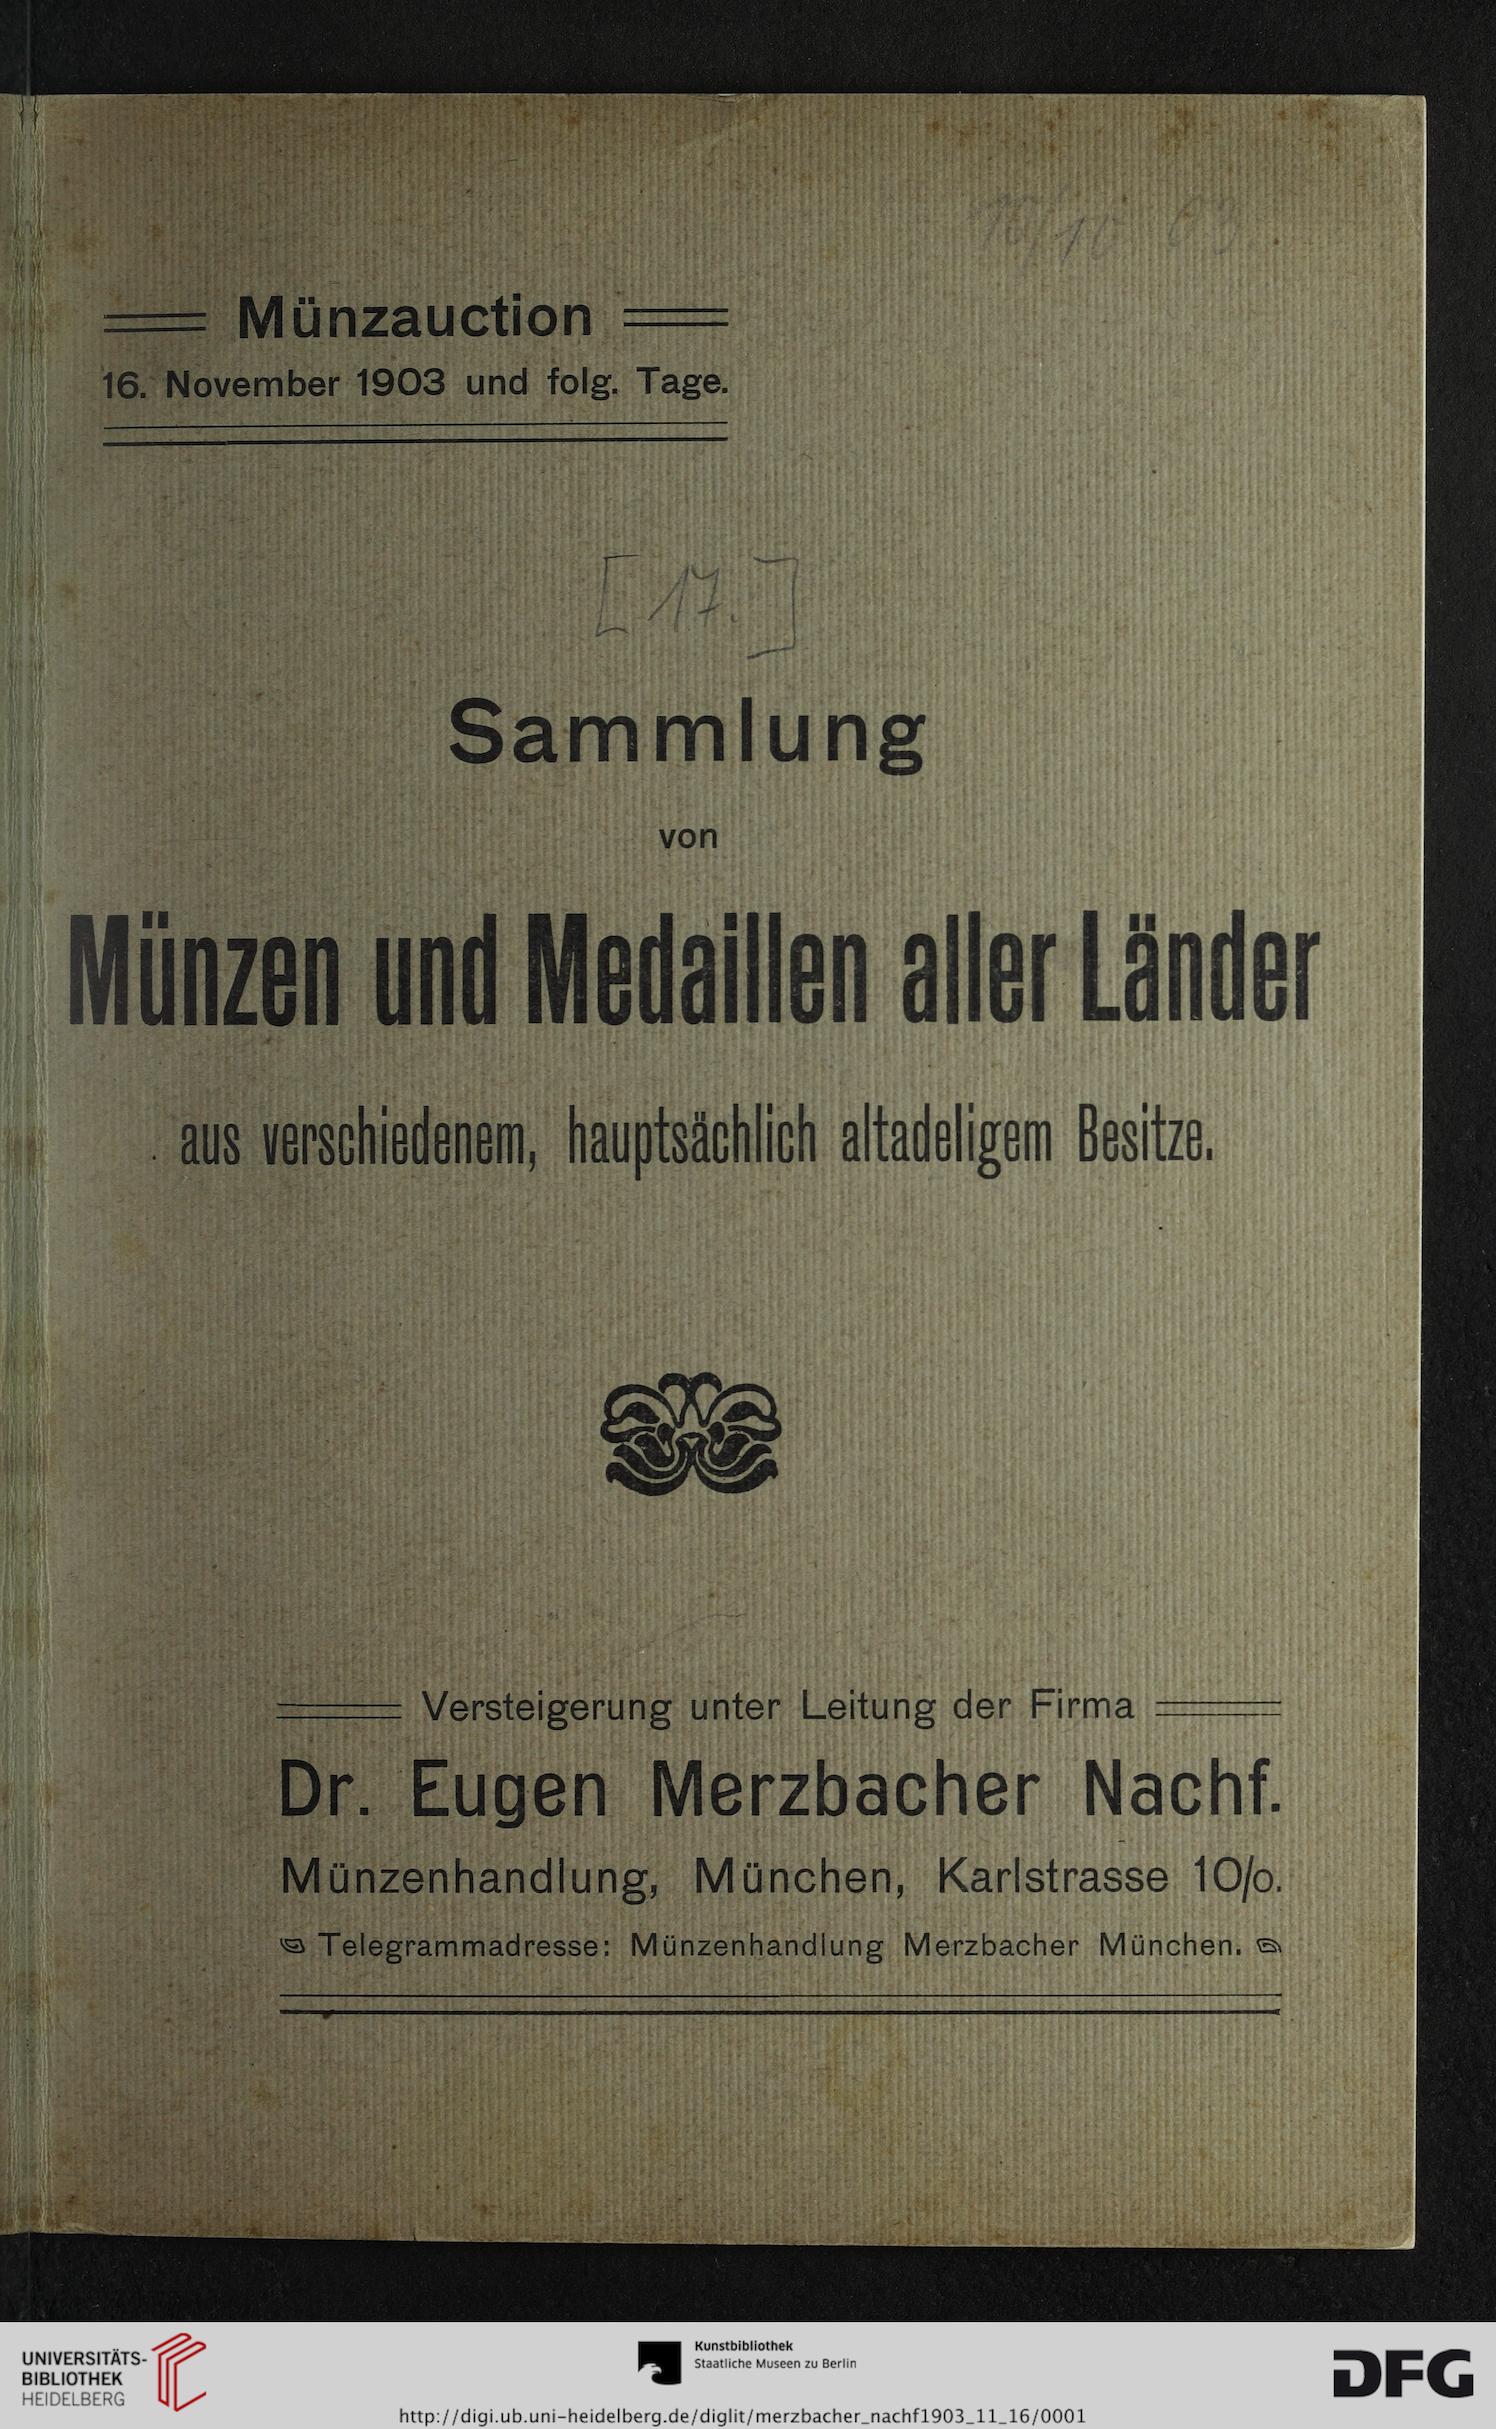 Münzauction
16. November 1903 und folg. Tage.
[17.]
Sammlung
von
Münzen und Medaillen aller Länder
aus verschiedenem, hauptsächlich altadeligem Besitze.
Versteigerung unter Leitung der Firma
Dr. Eugen Merzbacher Nachf.
Münzenhandlung, München, Karlstrasse 10/o.
Telegrammadresse: Münzenhandlung Merzbacher München.
UNIVERSITÄTS-
BIBLIOTHEK
HEIDELBERG
Kunstbibliothek
Staatliche Museen zu Berlin
DFG
http://digi.ub.uni-heidelberg.de/diglit/merzbacher_nachf1903_11_16/0001